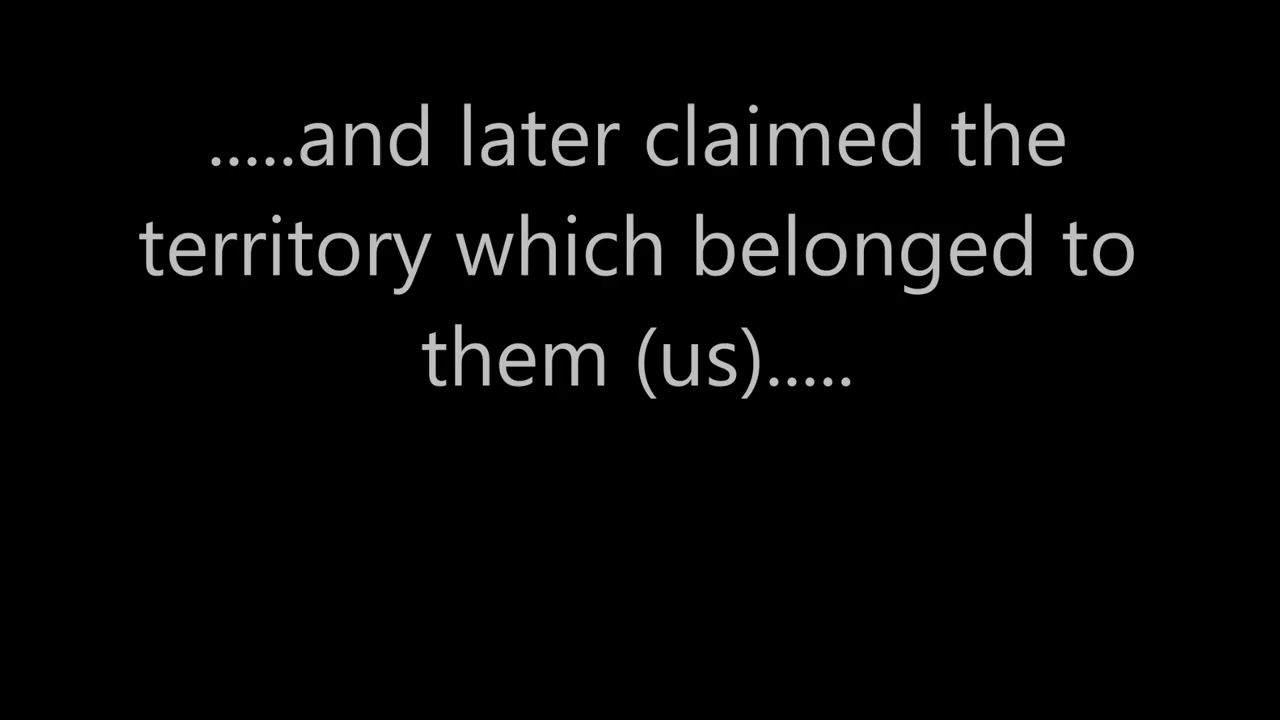 .....and later claimed the
territory which belonged to
them (us).....